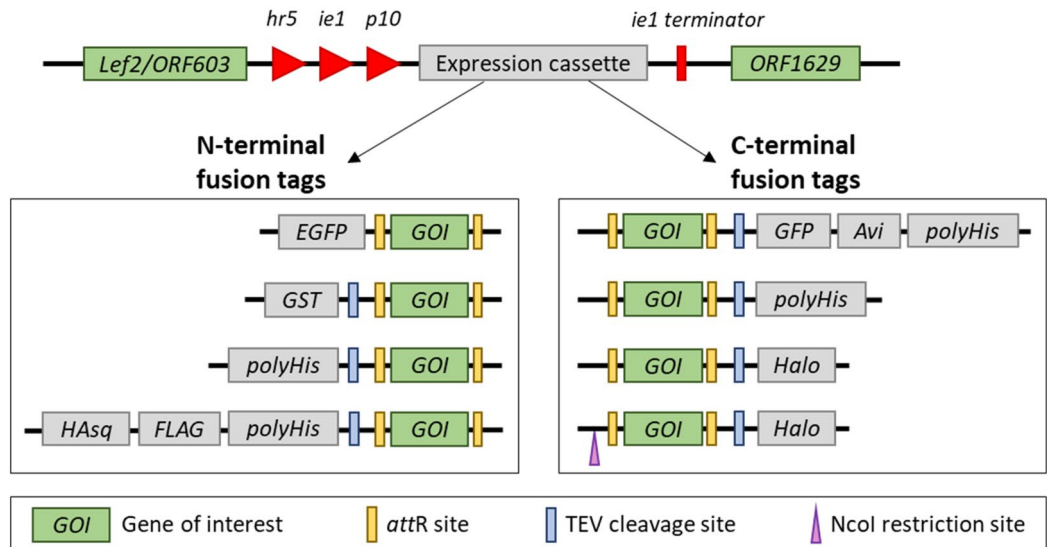 hr5 ie1 p10 ie1 terminator
Lef2/ORF603 Expression cassette ORF1629
N-terminal
fusion tags
C-terminal
fusion tags
EGFP GOI
GST GOI
polyHis GOI
HAsq FLAG polyHis GOI
GOI GFP Avi polyHis
GOI polyHis
GOI Halo
GOI Halo
GOI Gene of interest attR site TEV cleavage site NcoI restriction site